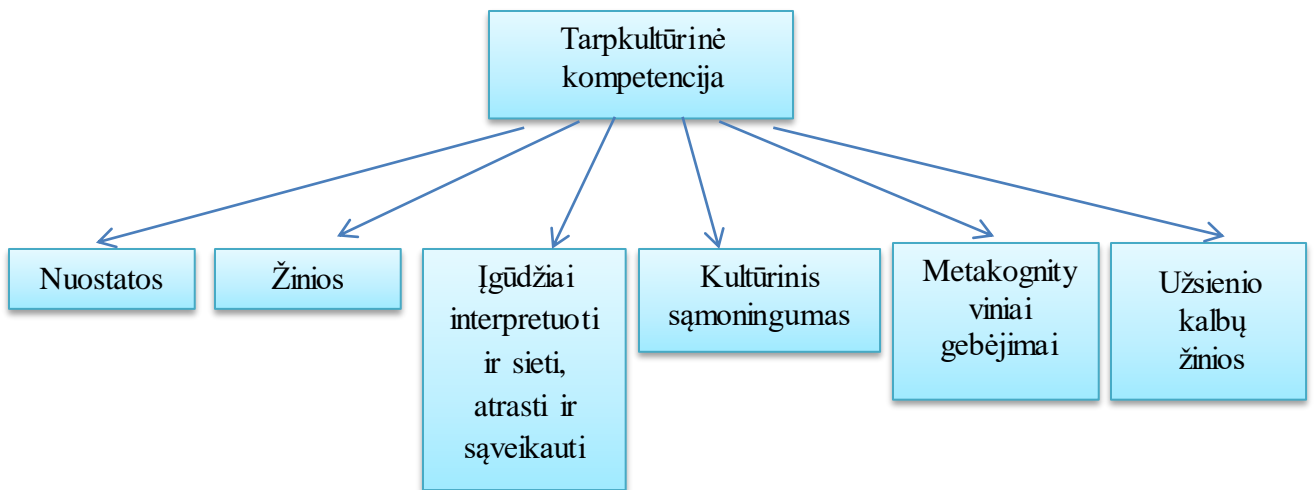 Tarpkultūrinė
kompetencija
Nuostatos
Žinios
Įgūdžiai
interpretuoti
ir sieti,
atrasti ir
sąveikauti
Kultūrinis
sąmoningumas
Metakognity
viniai
gebėjimai
Užsienio
kalbų
žinios